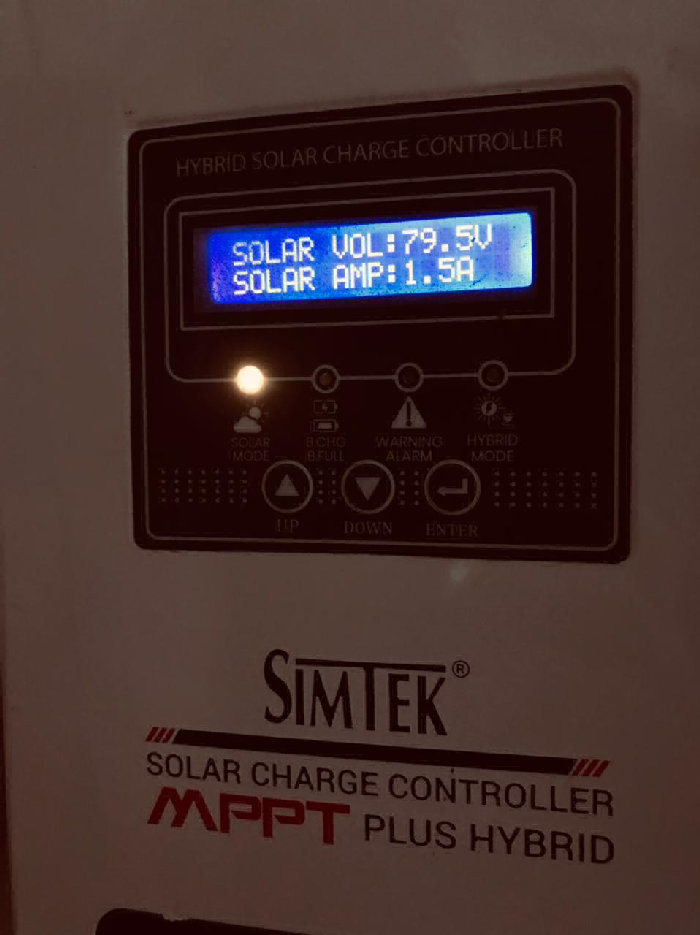 HYBRID SOLAR CHARGE CONTROLLER
SOLAR VOL:79.5V
SOLAR AMP:1.5A
SOLAR MODE
B.CHG B.FULL
WARNING ALARM
HYBRID MODE
UP
DOWN
ENTER
SIMTEK®
SOLAR CHARGE CONTROLLER
MPPT PLUS HYBRID